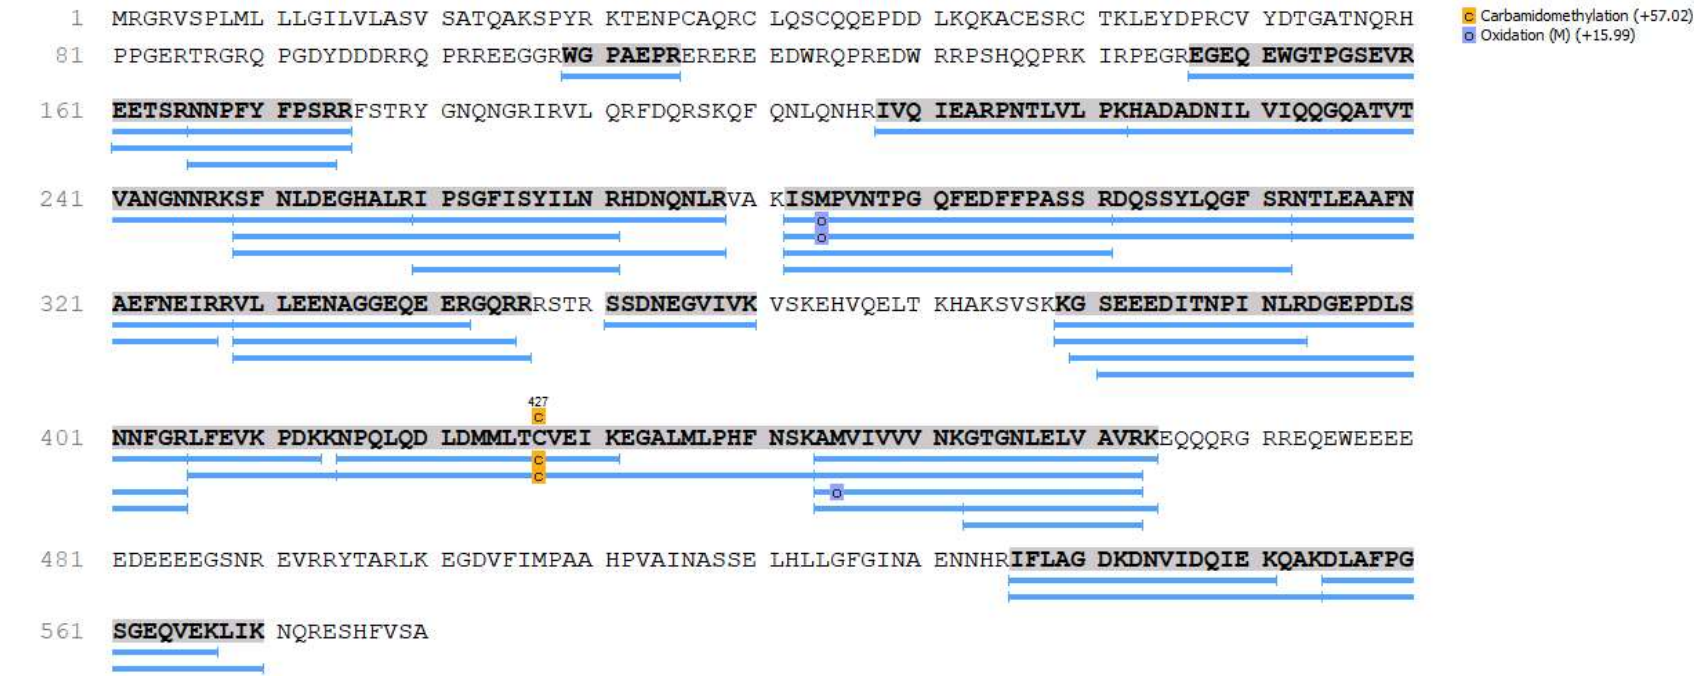 1 MRGRVSPLML LLGILVLASV SATQAKSPYR KTENPCAQRC LQSCQQEPDD LKQKACESRC TKLEYDPRCV YDTGATNQRH
C Carbamidomethylation (+57.02)
O Oxidation (M) (+15.99)
81 PPGERTRGRQ PGDYDDDRRQ PRREEGGRWG PAEPRERERE EDWRQPREDW RRPSHQQPRK IRPEGREGEQ EWGTPGSEVR
161 EETSRNNPFY FPSRRFSTRY GNQNGRIRVL QRFDQRSKQF QNLQNHRIVQ IEARPNTLVL PKHADADNIL VIQQGQATVT
241 VANGNNRKSF NLDEGHALRI PSGFISYILN RHDNQNLRVA KISMPVNTPG QFEDFFPASS RDQSSYLQGF SRNTLEAAFN
o
o
321 AEFNEIRRVL LEENAGGEQE ERGQRRRSTR SSDNEGVIVK VSKEHVQELT KHAKSVSKKG SEEEDITNPI NLRDGEPDLS
427
C
401 NNFGRLFEVK PDKKNPQLQD LDMMLTCVEI KEGALMLPHF NSKAMVIVVV NKGTGNLELV AVRKEQQQRG RREQEWEEEE
C
C
o
481 EDEEEEGSNR EVRRYTARLK EGDVFIMPAA HPVAINASSE LHLLGFGINA ENNHRIFLAG DKDNVIDQIE KQAKDLAFPG
561 SGEQVEKLIK NQRESHFVSA